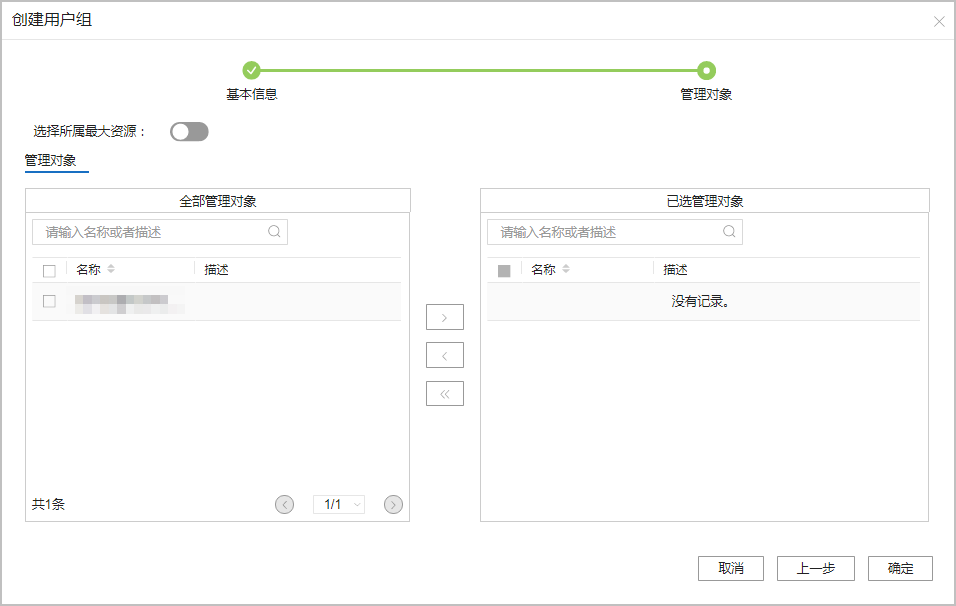 创建用户组
基本信息
管理对象
选择所属最大资源：
管理对象
全部管理对象
已选管理对象
请输入名称或者描述
请输入名称或者描述
名称 描述
名称 描述
没有记录。
共1条
1/1
取消 上一步 确定